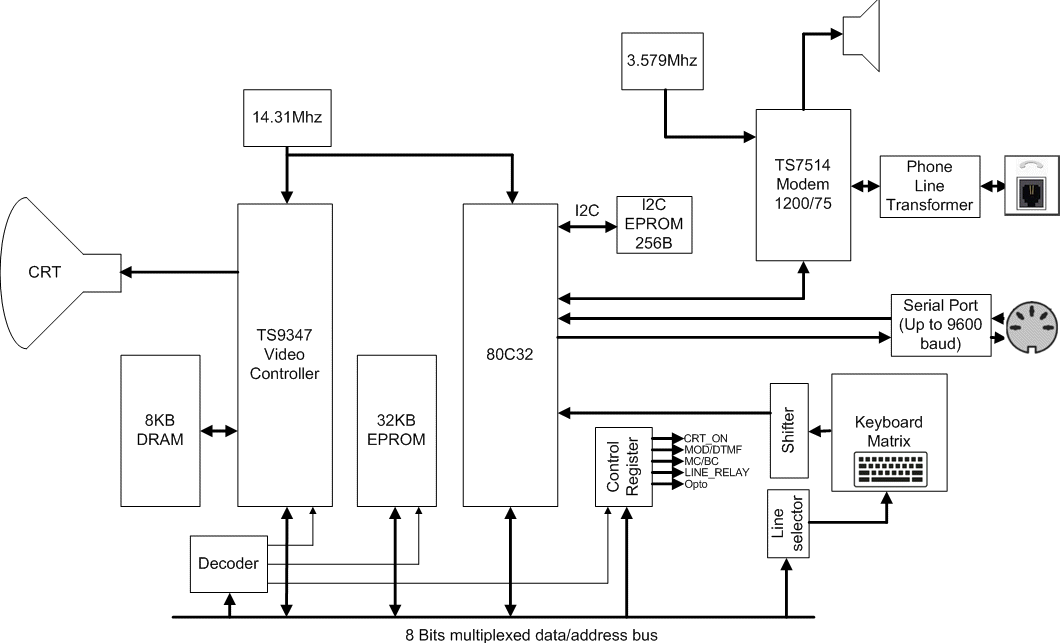 3.579Mhz
14.31Mhz
TS7514
Modem
1200/75
Phone
Line
Transformer
I2C
I2C
EPROM
256B
CRT
TS9347
Video
Controller
80C32
Serial Port
(Up to 9600
baud)
8KB
DRAM
32KB
EPROM
Shifter
Keyboard
Matrix
Control
Register
CRT_ON
MOD/DTMF
MC/BC
LINE_RELAY
Opto
Line
selector
Decoder
8 Bits multiplexed data/address bus